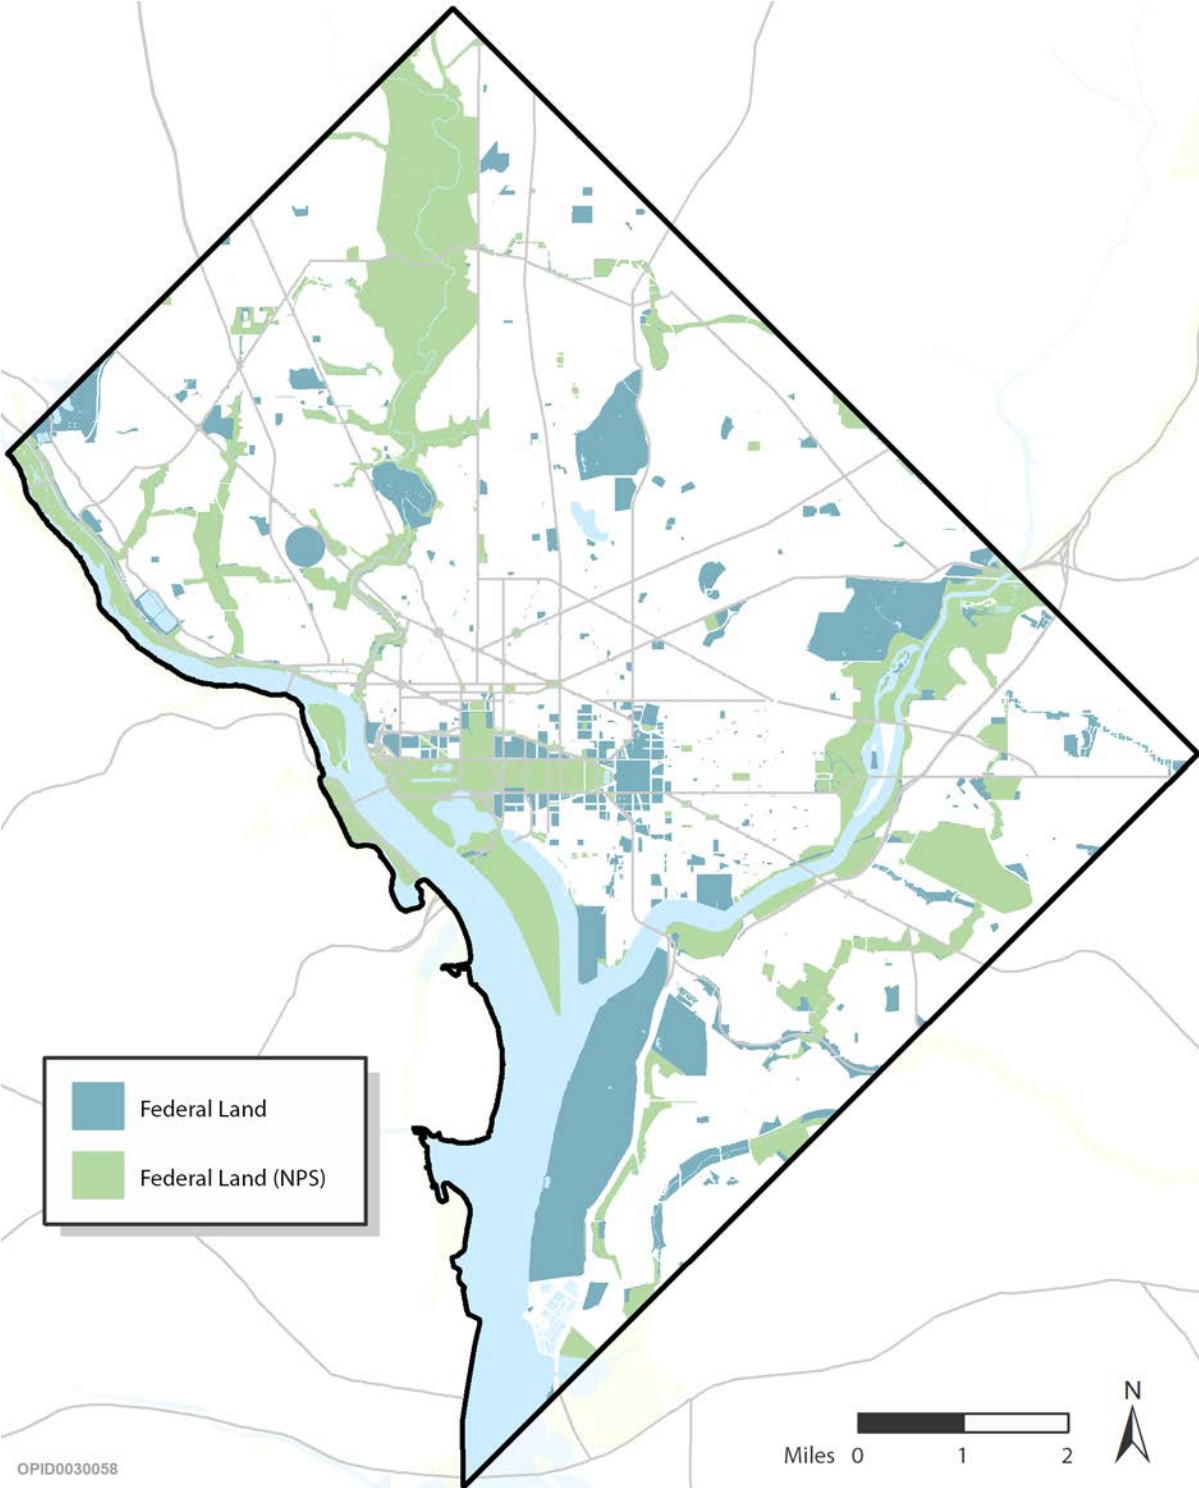 Federal Land
Federal Land (NPS)
N
Miles 0 1 2
OPID0030058